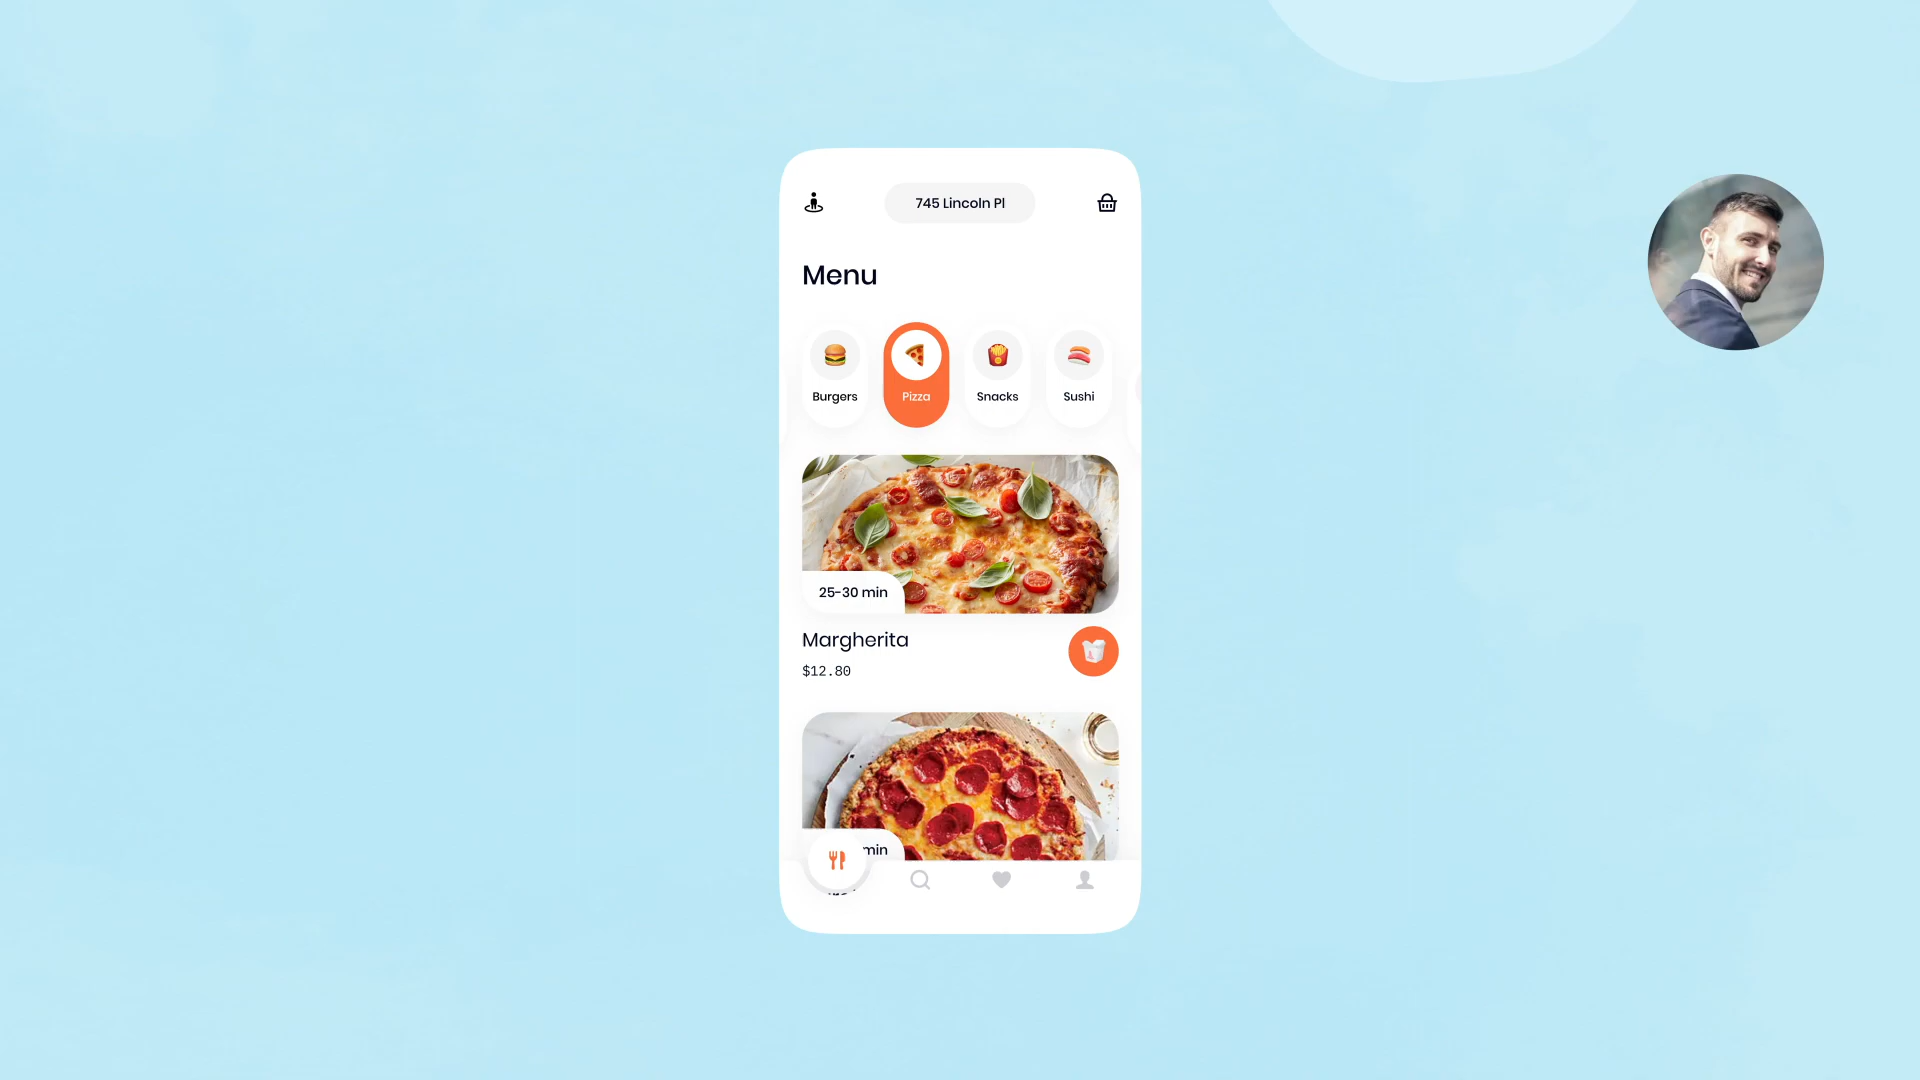 745 Lincoln Pl
Menu
Burgers
Pizza
Snacks
Sushi
25-30 min
Margherita
$12.80
min